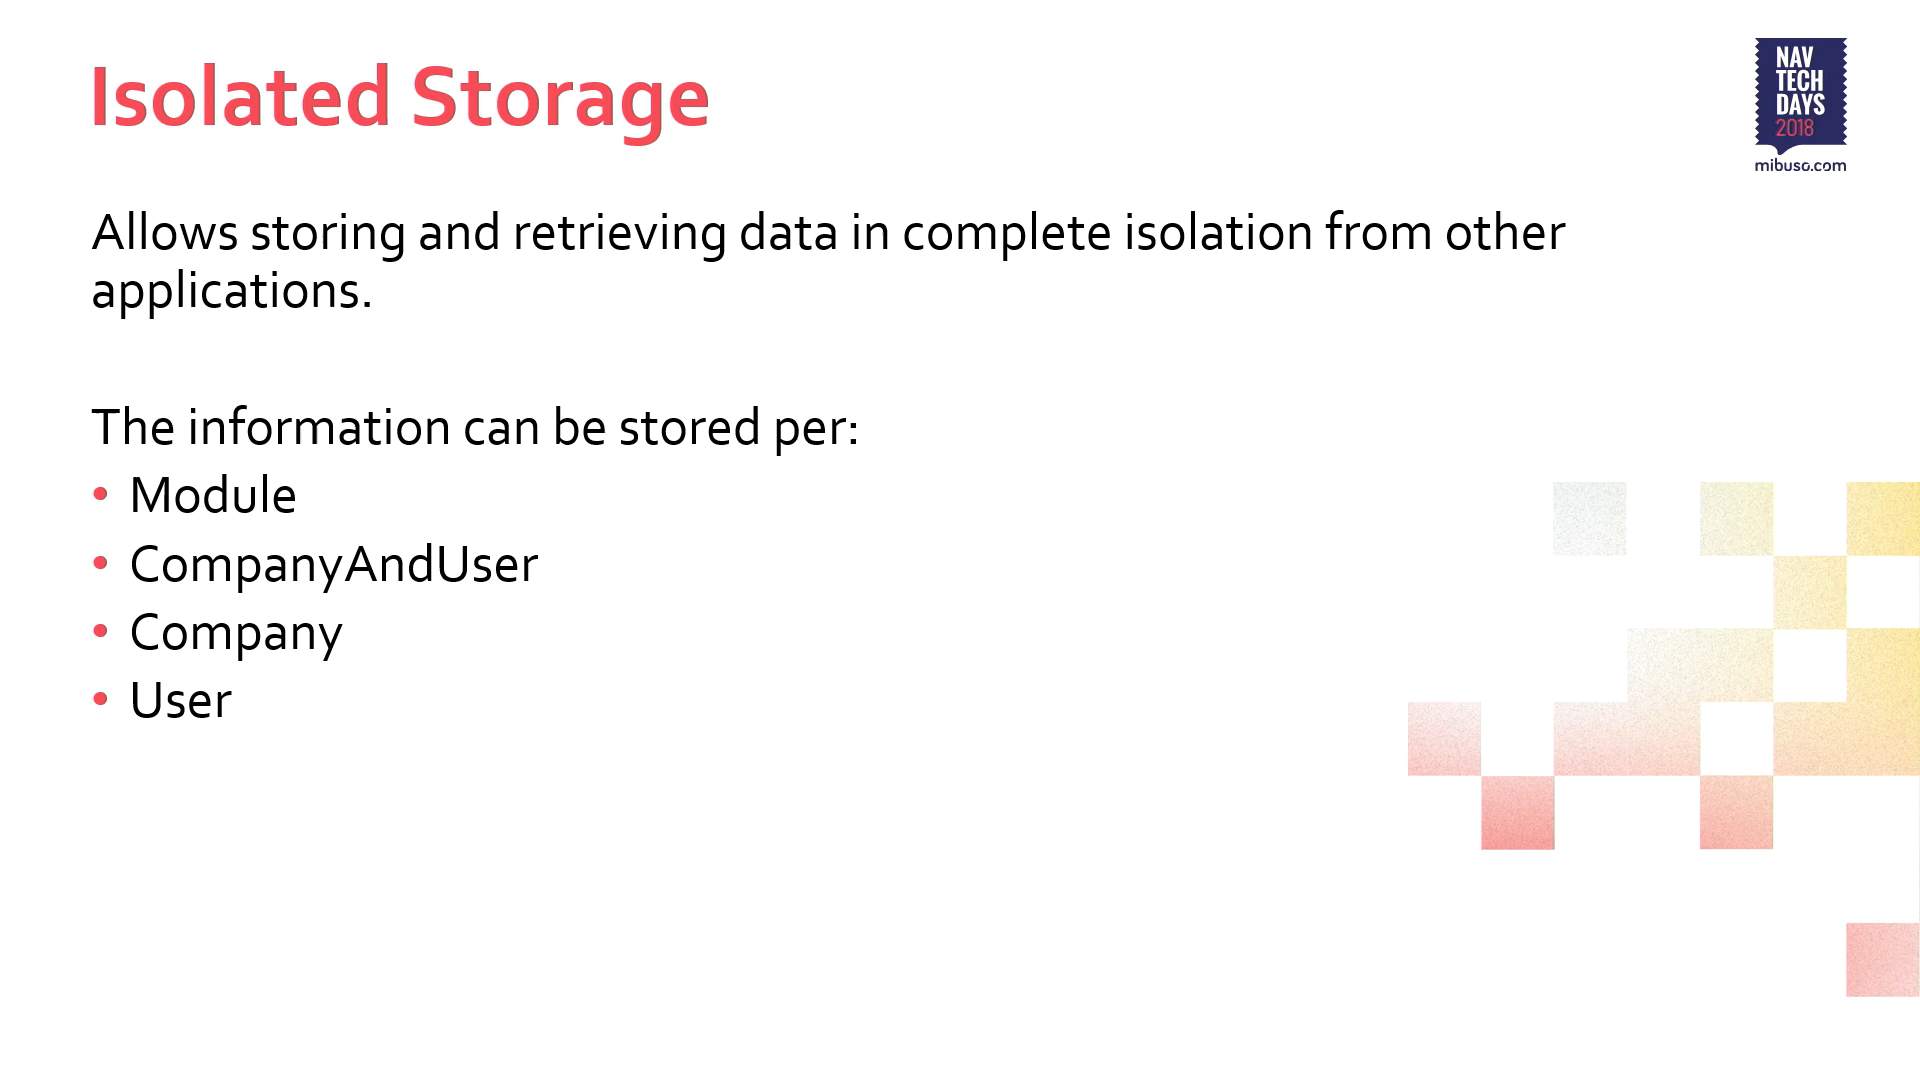 Isolated Storage
NAV
TECH
DAYS
2018
mibuso.com
Allows storing and retrieving data in complete isolation from other
applications.
The information can be stored per:
• Module
• CompanyAndUser
• Company
• User